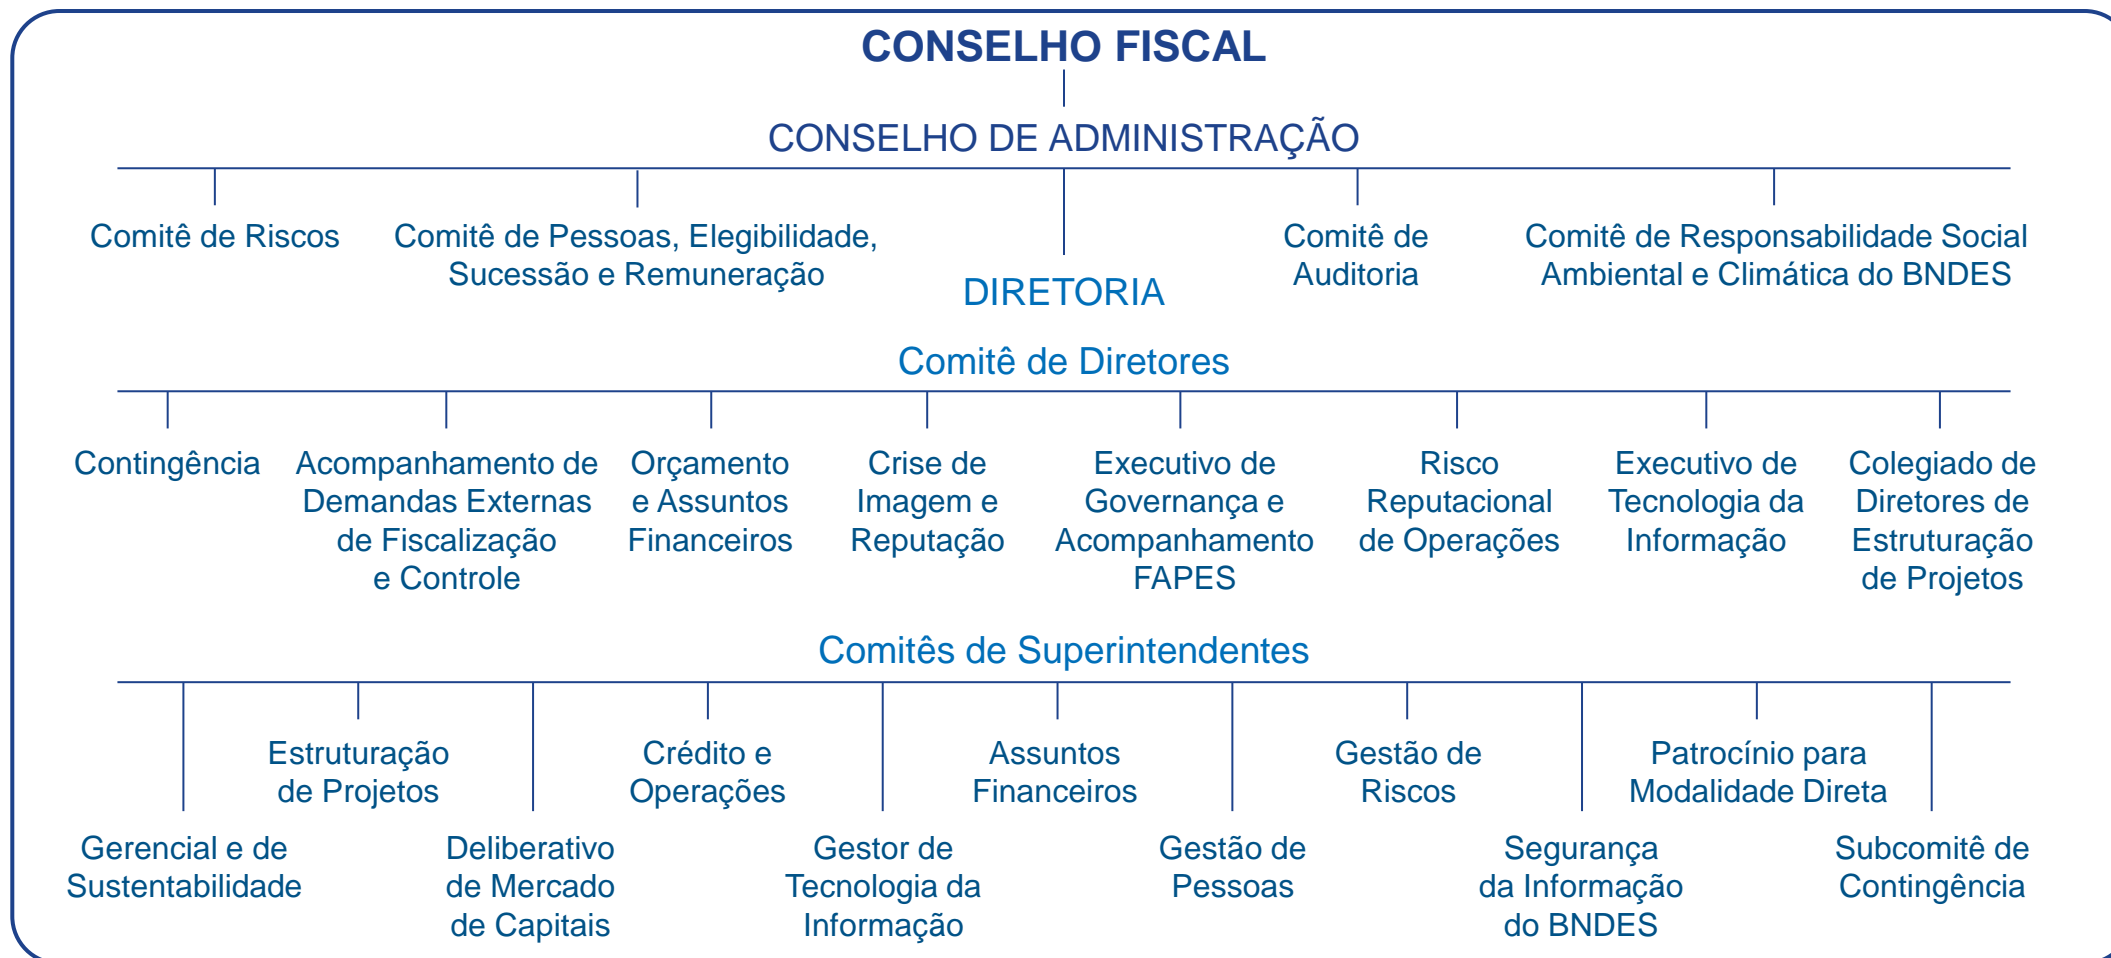 CONSELHO FISCAL
CONSELHO DE ADMINISTRAÇÃO
Comitê de Riscos
Comitê de Pessoas, Elegibilidade,
Sucessão e Remuneração
Comitê de
Auditoria
Comitê de Responsabilidade Social
Ambiental e Climática do BNDES
DIRETORIA
Comitê de Diretores
Contingência
Acompanhamento de
Demandas Externas
de Fiscalização
e Controle
Orçamento
e Assuntos
Financeiros
Crise de
Imagem e
Reputação
Executivo de
Governança e
Acompanhamento
FAPES
Risco
Reputacional
de Operações
Executivo de
Tecnologia da
Informação
Colegiado de
Diretores de
Estruturação
de Projetos
Comitês de Superintendentes
Estruturação
de Projetos
Crédito e
Operações
Assuntos
Financeiros
Gestão de
Riscos
Patrocínio para
Modalidade Direta
Gerencial e de
Sustentabilidade
Deliberativo
de Mercado
de Capitais
Gestor de
Tecnologia da
Informação
Gestão de
Pessoas
Segurança
da Informação
do BNDES
Subcomitê de
Contingência